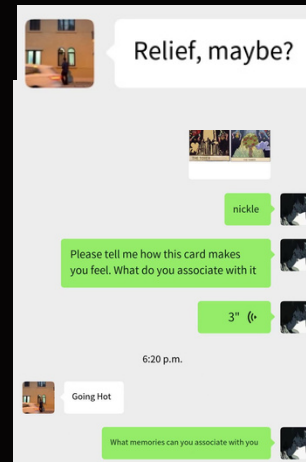 Relief, maybe?
nickle
Please tell me how this card makes
you feel. What do you associate with it
3"
6:20 p.m.
Going Hot
What memories can you associate with you